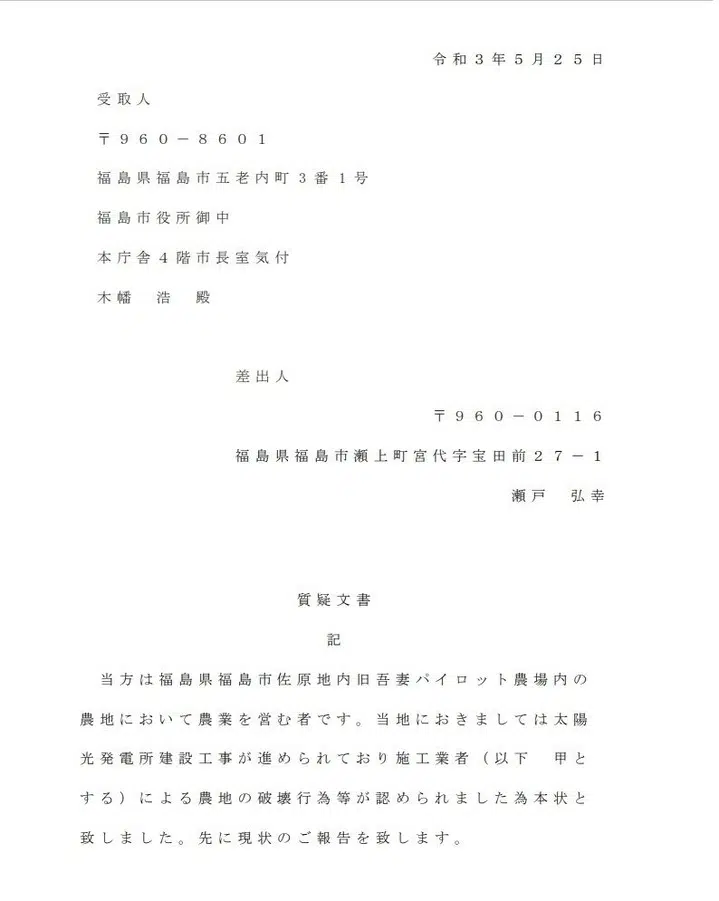 令和３年５月２５日
受取人
〒９６０－８６０１
福島県福島市五老内町３番１号
福島市役所御中
本庁舎４階市長室気付
木幡　浩　殿
差出人
〒９６０－０１１６
福島県福島市瀬上町宮代字宝田前２７－１
瀬戸　弘幸
質疑文書
記
　当方は福島県福島市佐原地内旧吾妻パイロット農場内の
農地において農業を営む者です。当地におきましては太陽
光発電所建設工事が進められており施工業者（以下　甲と
する）による農地の破壊行為等が認められました為本状と
致しました。先に現状のご報告を致します。